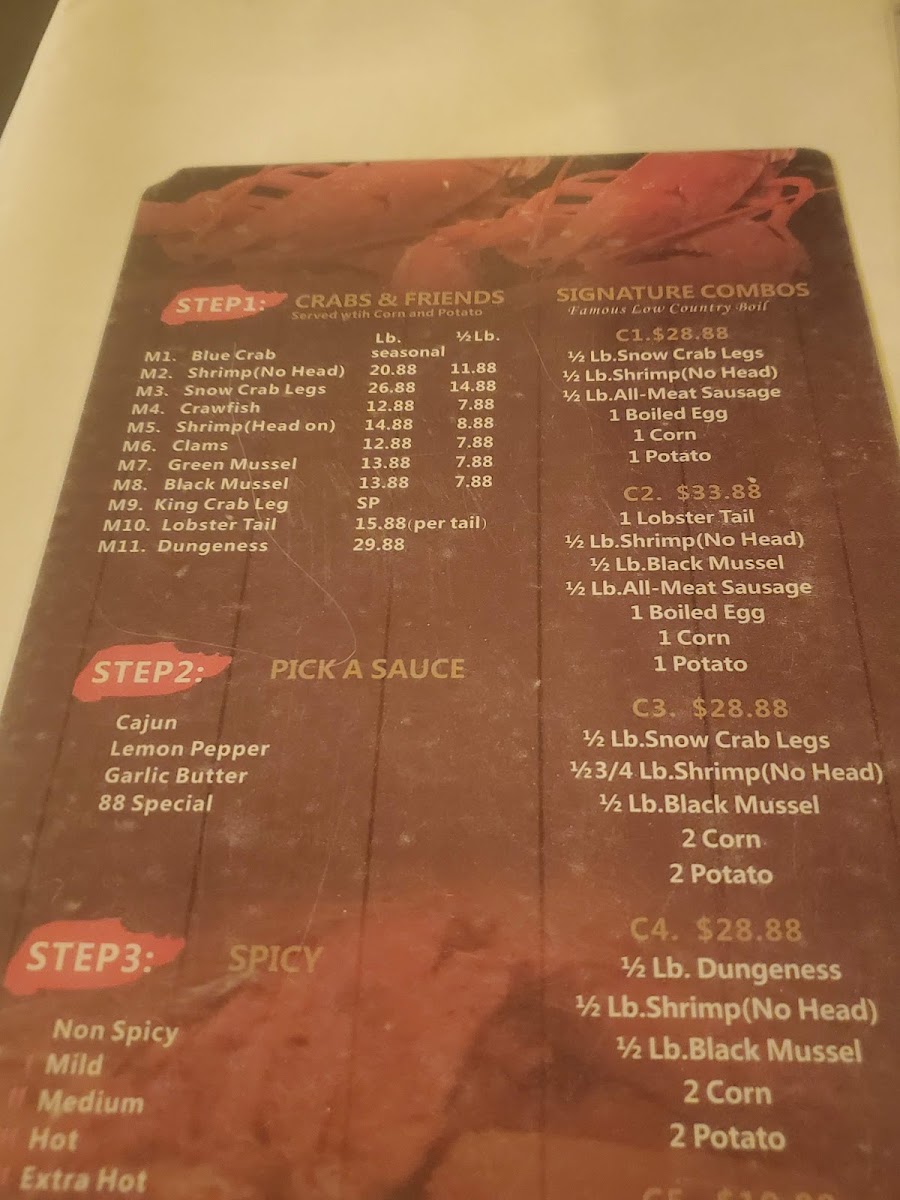 STEP1: CRABS & FRIENDS
Served wtih Corn and Potato
Lb. ½Lb.
M1. Blue Crab seasonal
M2. Shrimp(No Head) 20.88 11.88
M3. Snow Crab Legs 26.88 14.88
M4. Crawfish 12.88 7.88
M5. Shrimp(Head on) 14.88 8.88
M6. Clams 12.88 7.88
M7. Green Mussel 13.88 7.88
M8. Black Mussel 13.88 7.88
M9. King Crab Leg SP
M10. Lobster Tail 15.88(per tail)
M11. Dungeness 29.88
STEP2: PICK A SAUCE
Cajun
Lemon Pepper
Garlic Butter
88 Special
STEP3: SPICY
Non Spicy
Mild
Medium
Hot
Extra Hot
SIGNATURE COMBOS
Famous Low Country Boil
C1.$28.88
½ Lb.Snow Crab Legs
½ Lb.Shrimp(No Head)
½ Lb.All-Meat Sausage
1 Boiled Egg
1 Corn
1 Potato
C2. $33.88
1 Lobster Tail
½ Lb.Shrimp(No Head)
½ Lb.Black Mussel
½ Lb.All-Meat Sausage
1 Boiled Egg
1 Corn
1 Potato
C3. $28.88
½ Lb.Snow Crab Legs
½3/4 Lb.Shrimp(No Head)
½ Lb.Black Mussel
2 Corn
2 Potato
C4. $28.88
½ Lb. Dungeness
½ Lb.Shrimp(No Head)
½ Lb.Black Mussel
2 Corn
2 Potato